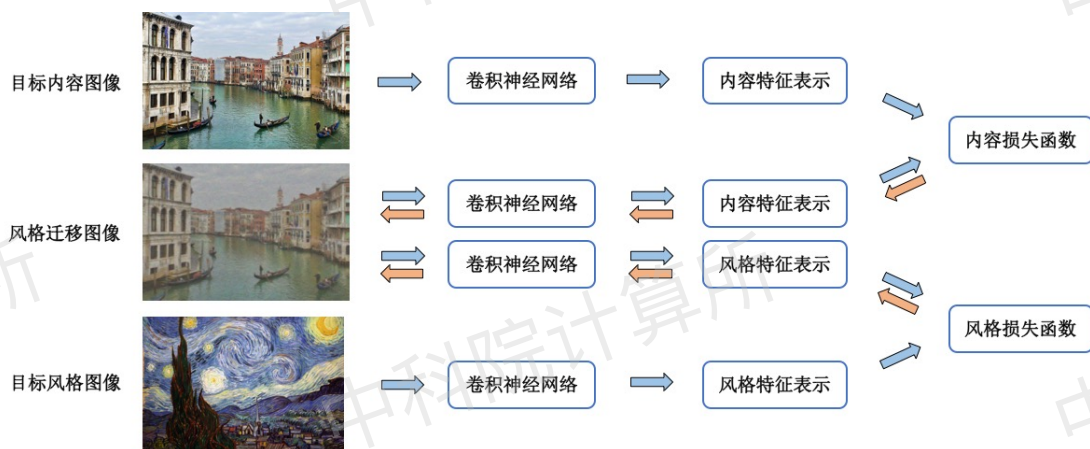 目标内容图像
卷积神经网络
内容特征表示
内容损失函数
风格迁移图像
卷积神经网络
内容特征表示
卷积神经网络
风格特征表示
风格损失函数
目标风格图像
卷积神经网络
风格特征表示
中科院计算所